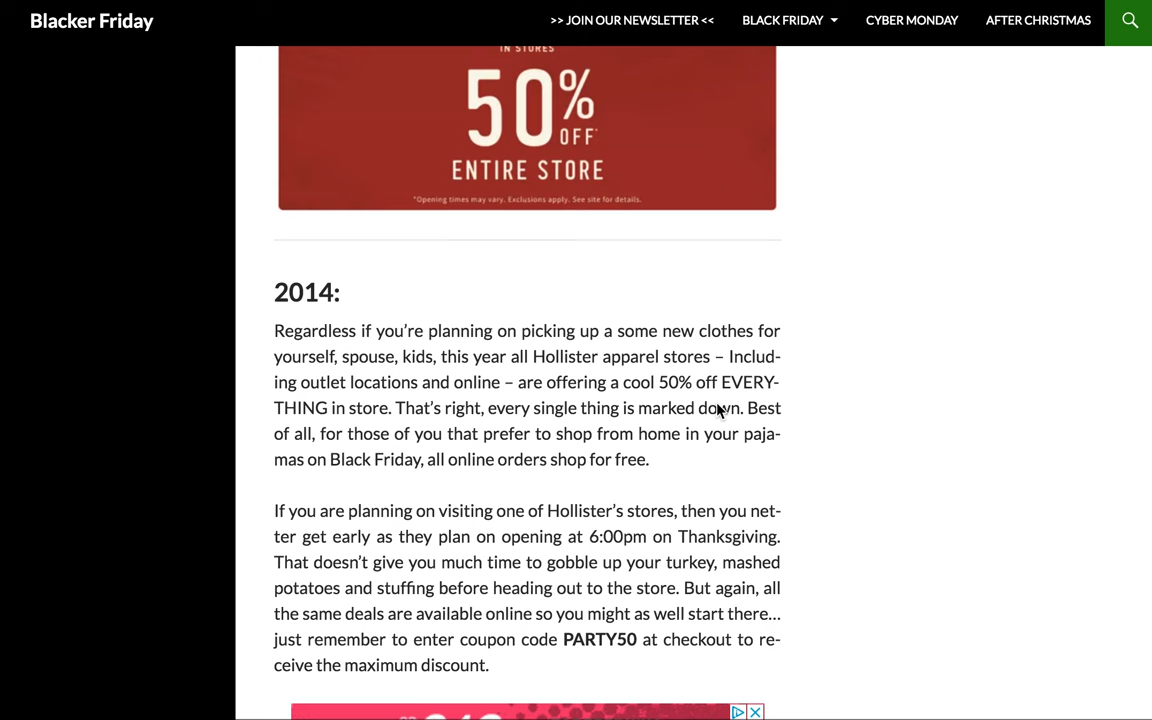 Blacker Friday
>> JOIN OUR NEWSLETTER << BLACK FRIDAY CYBER MONDAY AFTER CHRISTMAS
IN STORES
50% OFF*
ENTIRE STORE
*Opening times may vary. Exclusions apply. See site for details.
2014:
Regardless if you’re planning on picking up a some new clothes for
yourself, spouse, kids, this year all Hollister apparel stores – Includ-
ing outlet locations and online – are offering a cool 50% off EVERY-
THING in store. That’s right, every single thing is marked down. Best
of all, for those of you that prefer to shop from home in your paja-
mas on Black Friday, all online orders shop for free.
If you are planning on visiting one of Hollister’s stores, then you net-
ter get early as they plan on opening at 6:00pm on Thanksgiving.
That doesn’t give you much time to gobble up your turkey, mashed
potatoes and stuffing before heading out to the store. But again, all
the same deals are available online so you might as well start there…
just remember to enter coupon code PARTY50 at checkout to re-
ceive the maximum discount.